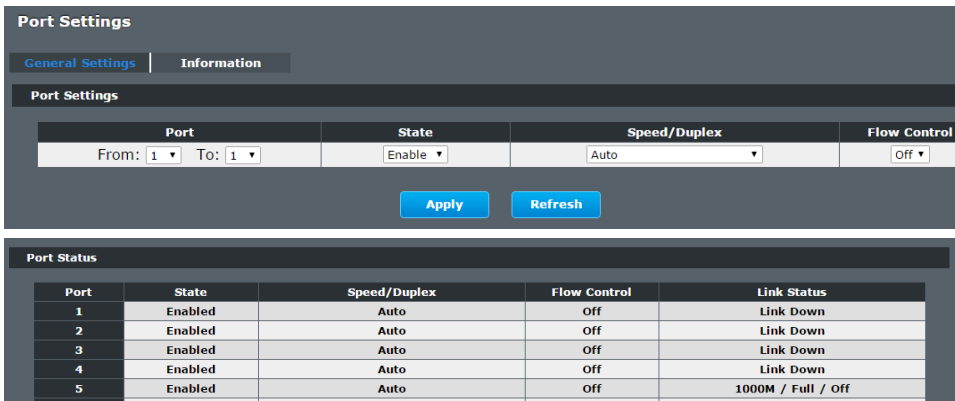 Port Settings
General Settings Information
Port Settings
Port State Speed/Duplex Flow Control
From: 1 To: 1 Enable Auto Off
Apply Refresh
Port Status
Port State Speed/Duplex Flow Control Link Status
1 Enabled Auto Off Link Down
2 Enabled Auto Off Link Down
3 Enabled Auto Off Link Down
4 Enabled Auto Off Link Down
5 Enabled Auto Off 1000M / Full / Off